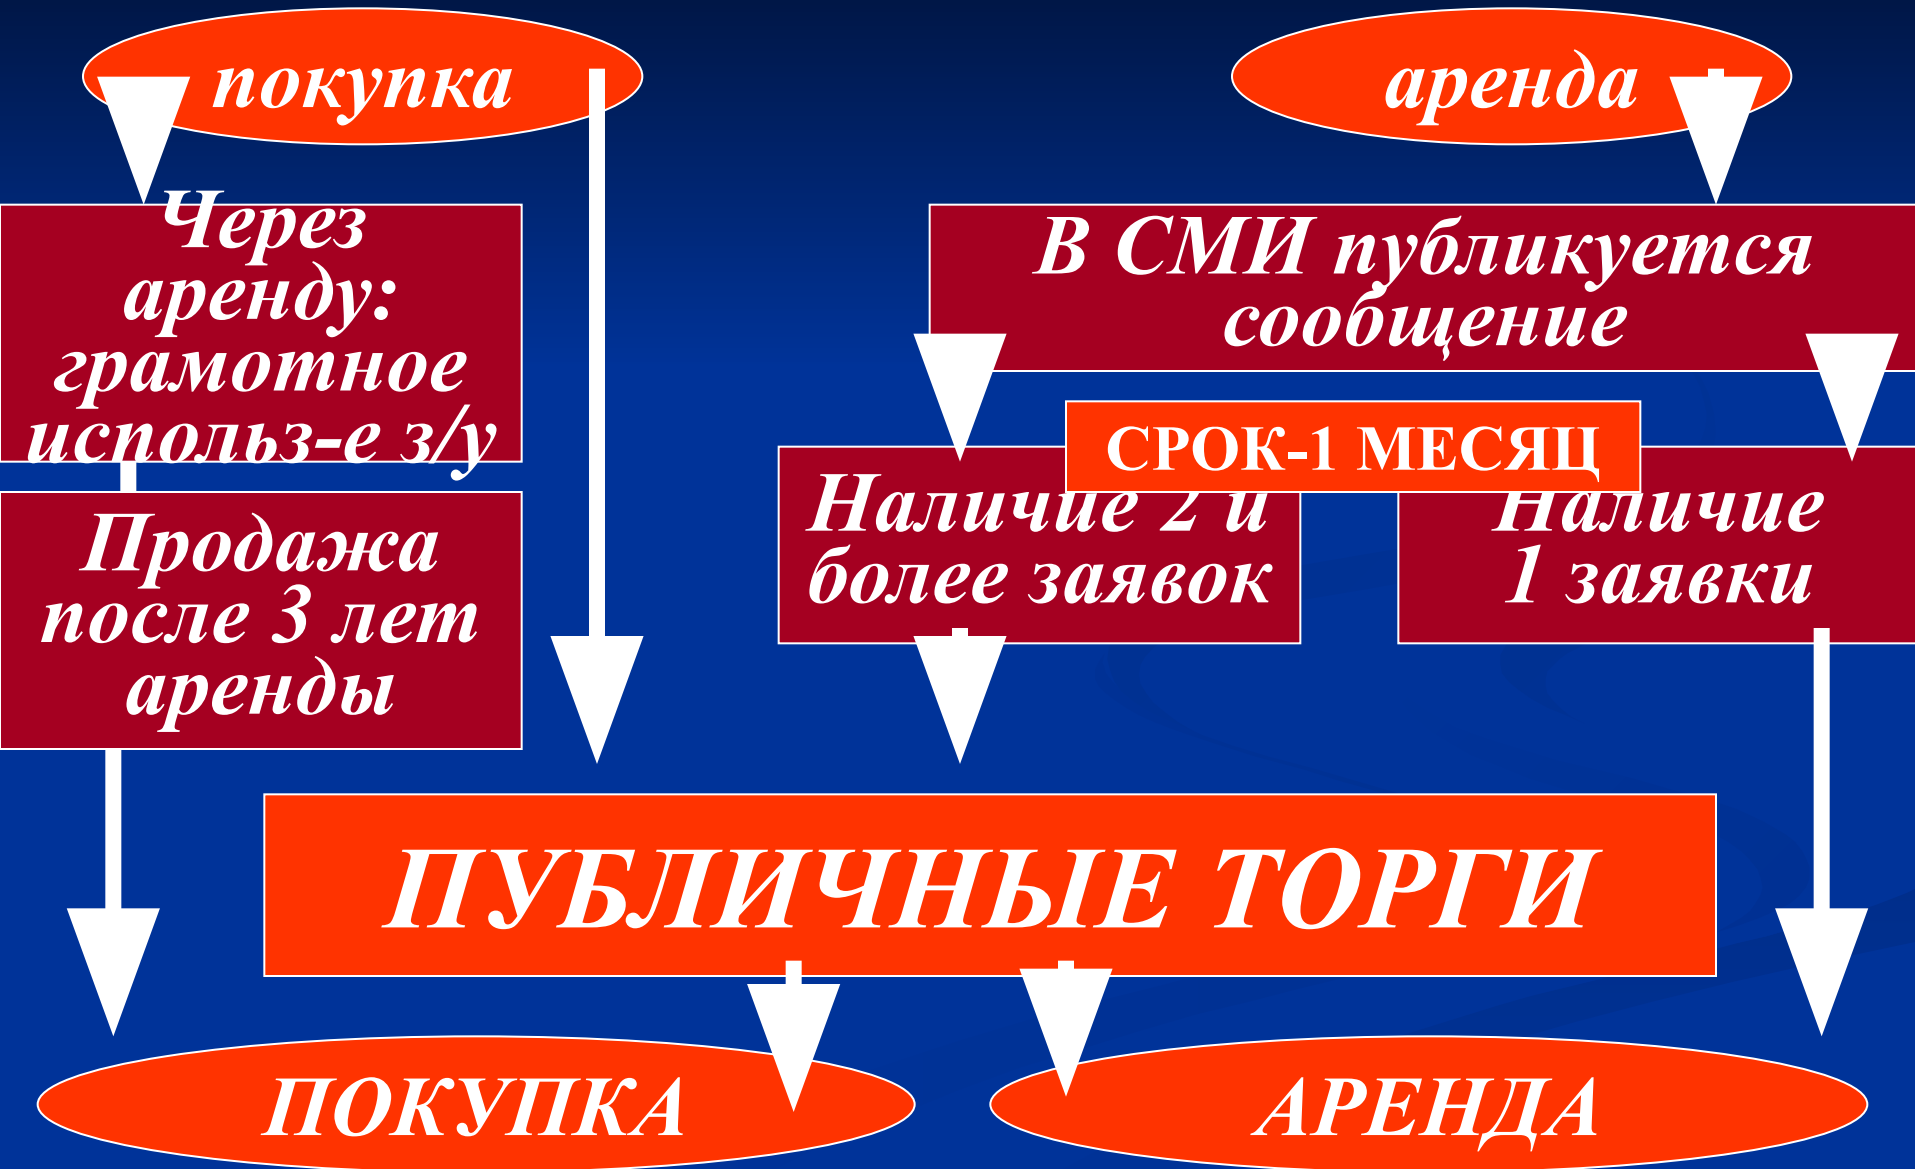 покупка
аренда
Через
аренду:
грамотное
использ-е з/у
Продажа
после 3 лет
аренды
В СМИ публикуется
сообщение
СРОК-1 МЕСЯЦ
Наличие 2 и
более заявок
Наличие
1 заявки
ПУБЛИЧНЫЕ ТОРГИ
ПОКУПКА
АРЕНДА